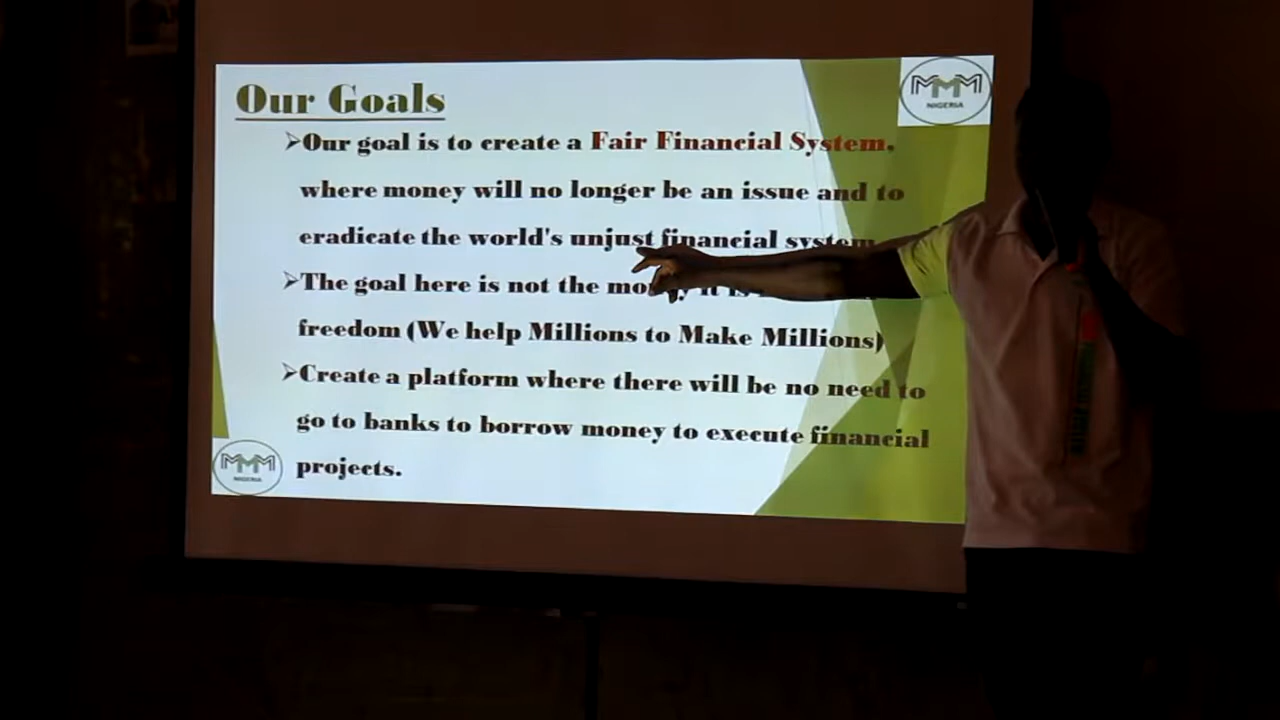 Our Goals
MMM
NIGERIA
➢Our goal is to create a Fair Financial System,
where money will no longer be an issue and to
eradicate the world's unjust financial system
➢The goal here is not the money it is
freedom (We help Millions to Make Millions)
➢Create a platform where there will be no need to
go to banks to borrow money to execute financial
projects.
MMM
NIGERIA